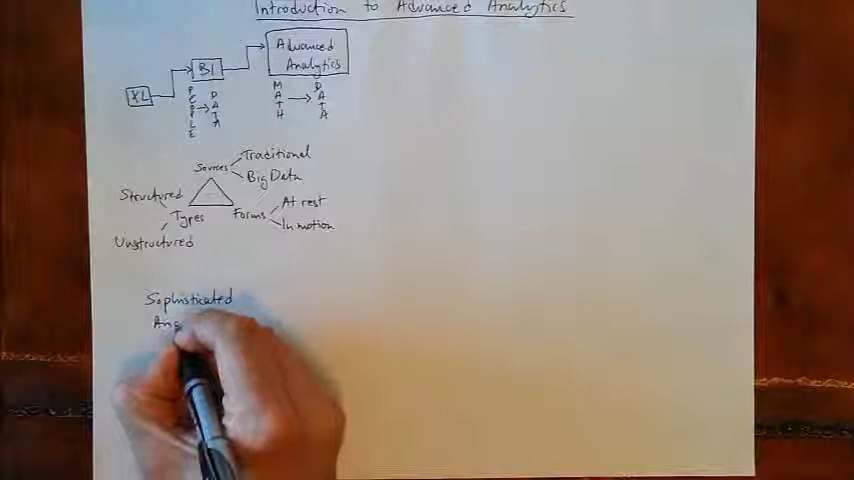 Introduction to Advanced Analytics
XL
BI
Advanced
Analytics
PEOPLE
DATA
MATH
DATA
Sources
Traditional
Big Data
Structured
Types
Unstructured
Forms
At rest
In motion
Sophisticated